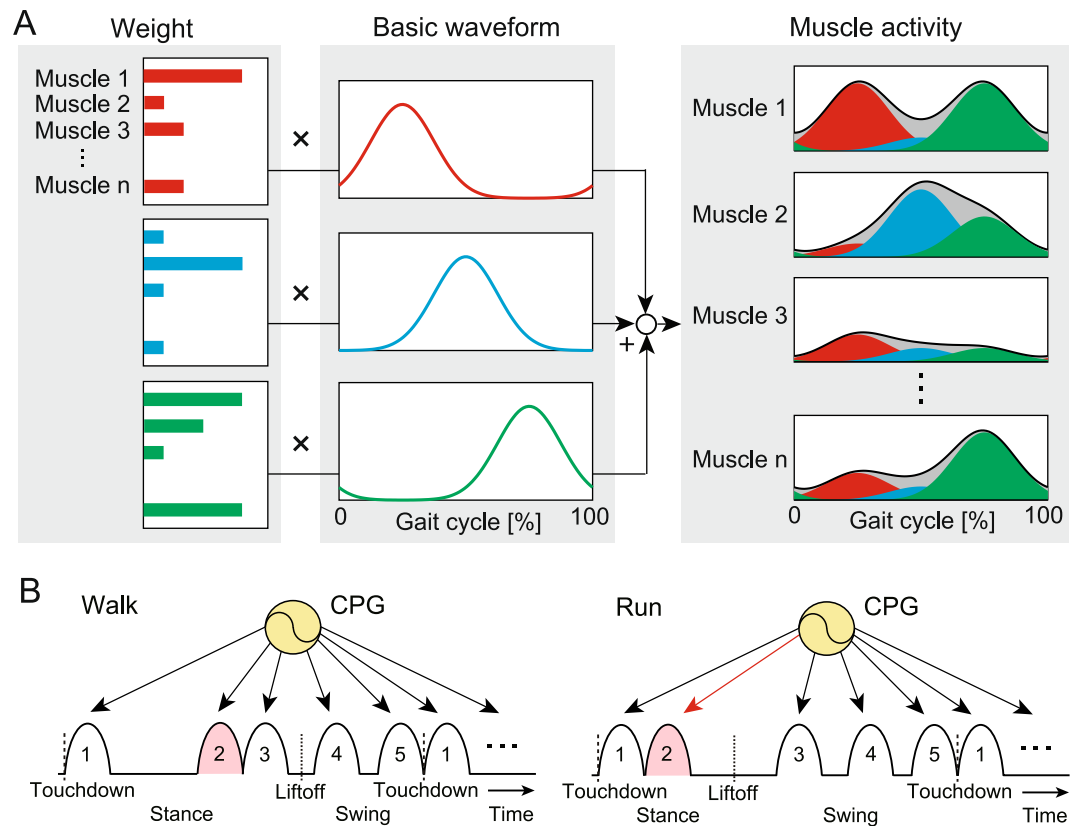 A
Weight
Basic waveform
Muscle activity
Muscle 1
Muscle 2
Muscle 3
Muscle n
×
×
×
+
0
100
Gait cycle [%]
Muscle 1
Muscle 2
Muscle 3
Muscle n
0
100
Gait cycle [%]
B
Walk
CPG
1 2 3 4 5 1
Touchdown
Liftoff
Touchdown
Stance
Swing
Time
Run
CPG
1 2 3 4 5 1
Touchdown
Liftoff
Touchdown
Stance
Swing
Time